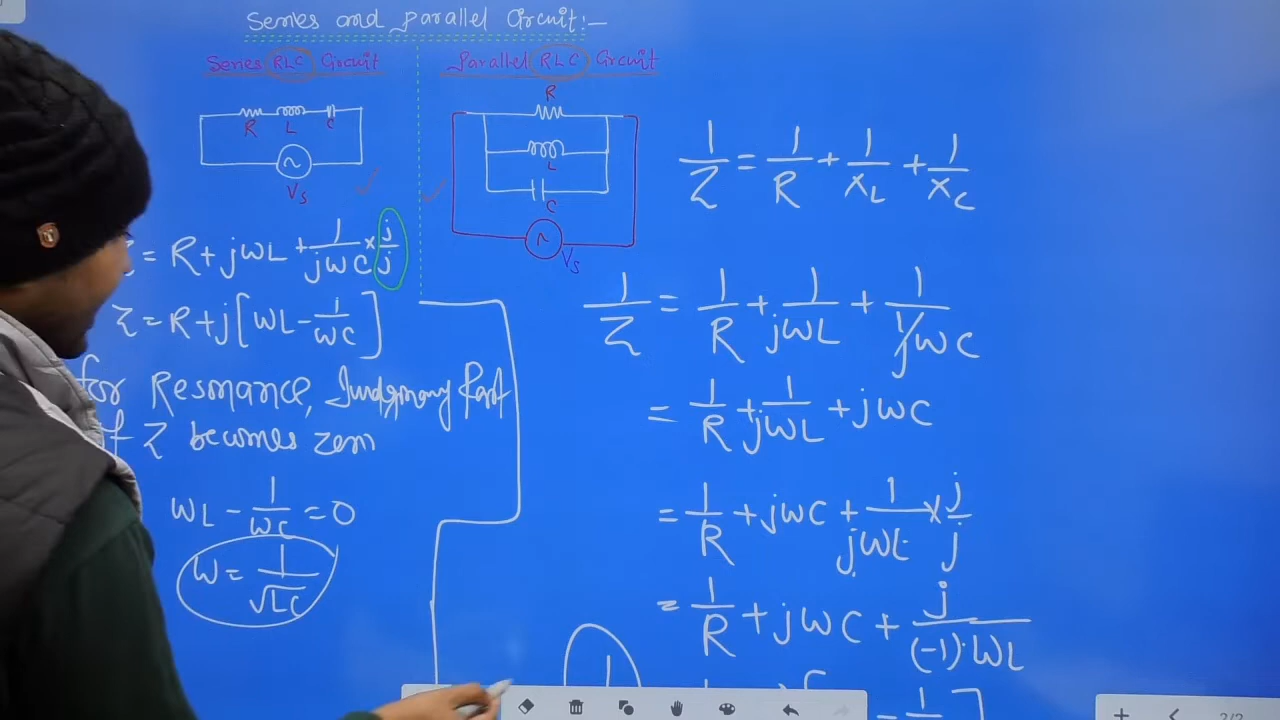 Series and parallel Circuit:-
Series RLC Circuit
R L C
Vs
Z = R + jωL + 1/jωC × j/j
Z = R + j[ωL - 1/ωC]
for Resonance, Imaginary Part
of Z becomes zero
ωL - 1/ωC = 0
ω = 1/√LC
Parallel RLC Circuit
R
L
C
Vs
1/Z = 1/R + 1/XL + 1/XC
1/Z = 1/R + 1/jωL + 1/1/jωC
= 1/R + 1/jωL + jωC
= 1/R + jωC + 1/jωL × j/j
= 1/R + jωC + j/(-1)·ωL